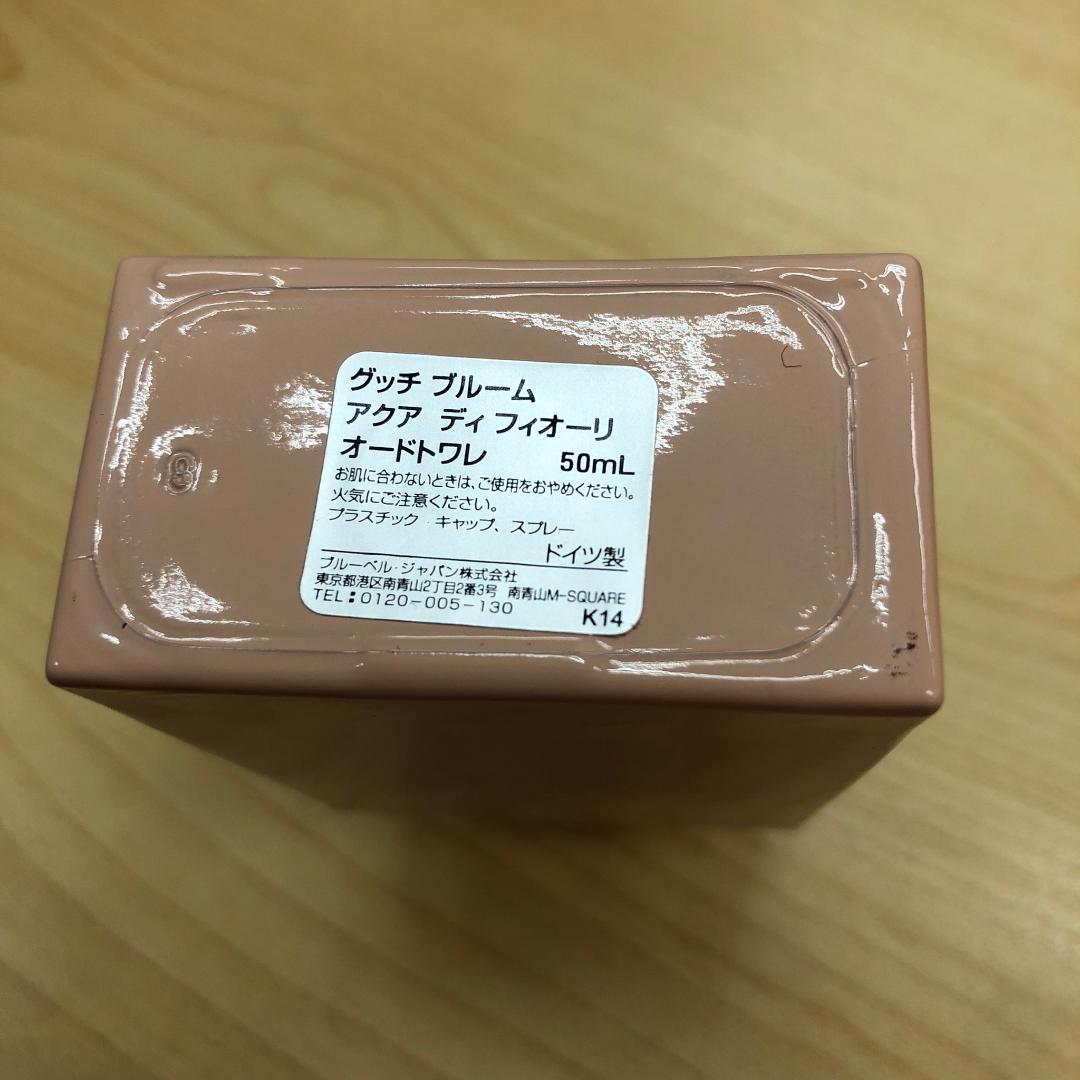 グッチ ブルーム
アクア ディ フィオーリ
オードトワレ 50mL
お肌に合わないときは、ご使用をおやめください。
火気にご注意ください。
プラスチック キャップ、スプレー
ドイツ製
ブルーベル・ジャパン株式会社
東京都港区南青山2丁目2番3号 南青山M-SQUARE
TEL:0120-005-130 K14